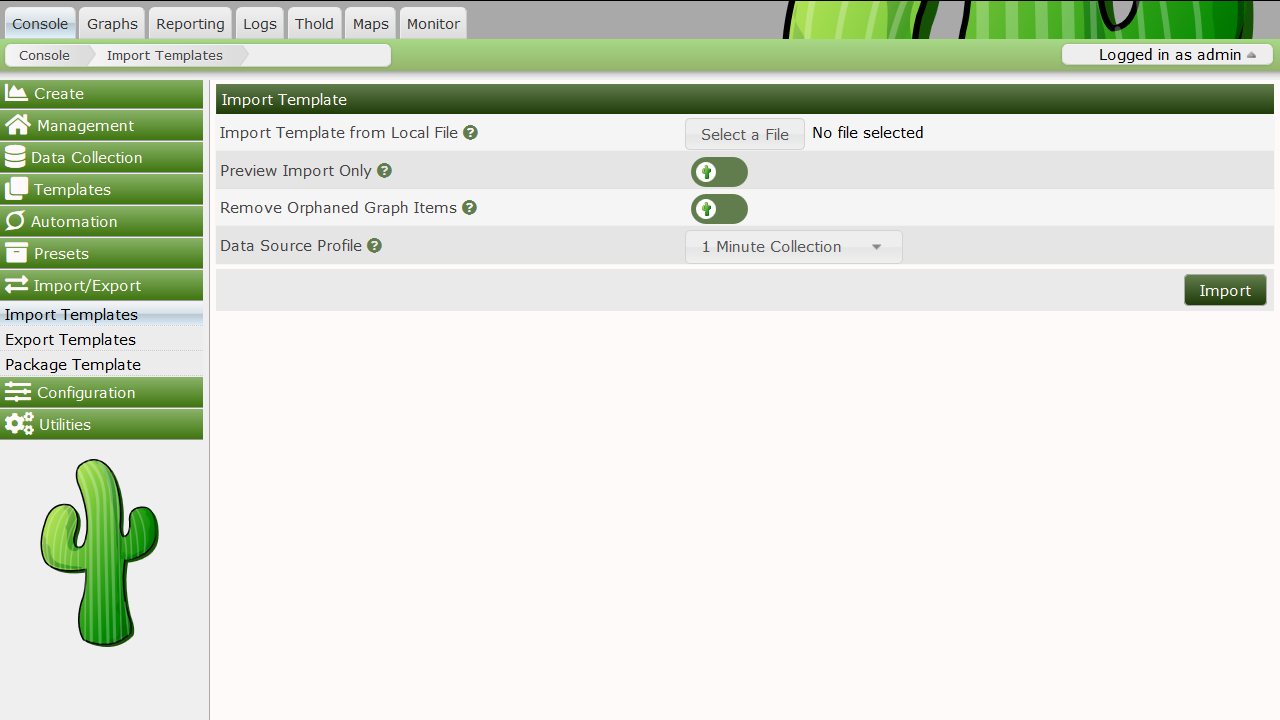 Console Graphs Reporting Logs Thold Maps Monitor
Console Import Templates
Logged in as admin
Create
Management
Data Collection
Templates
Automation
Presets
Import/Export
Import Templates
Export Templates
Package Template
Configuration
Utilities
Import Template
Import Template from Local File
Select a File No file selected
Preview Import Only
Remove Orphaned Graph Items
Data Source Profile
1 Minute Collection
Import